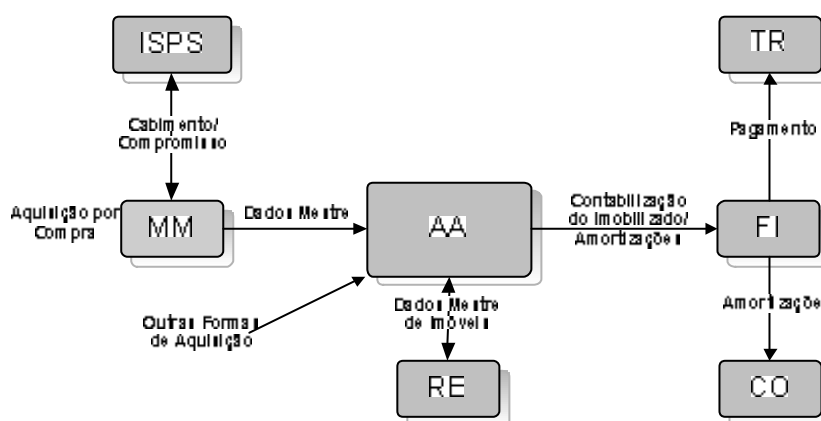 ISPS
TR
Cabimento/
Compromisso
Pagamento
Aquisição por
Compra
MM
Dados Mestre
AA
Contabilização
do Imobilizado/
Amortizações
FI
Outras Formas
de Aquisição
Dados Mestre
de Imóveis
Amortizaçõe
RE
CO